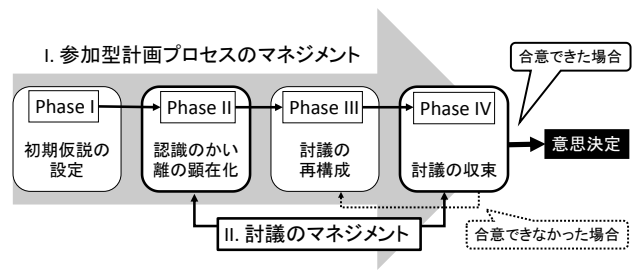 I. 参加型計画プロセスのマネジメント
合意できた場合
Phase I
Phase II
Phase III
Phase IV
初期仮説の
設定
認識のかい
離の顕在化
討議の
再構成
討議の収束
意思決定
II. 討議のマネジメント
合意できなかった場合